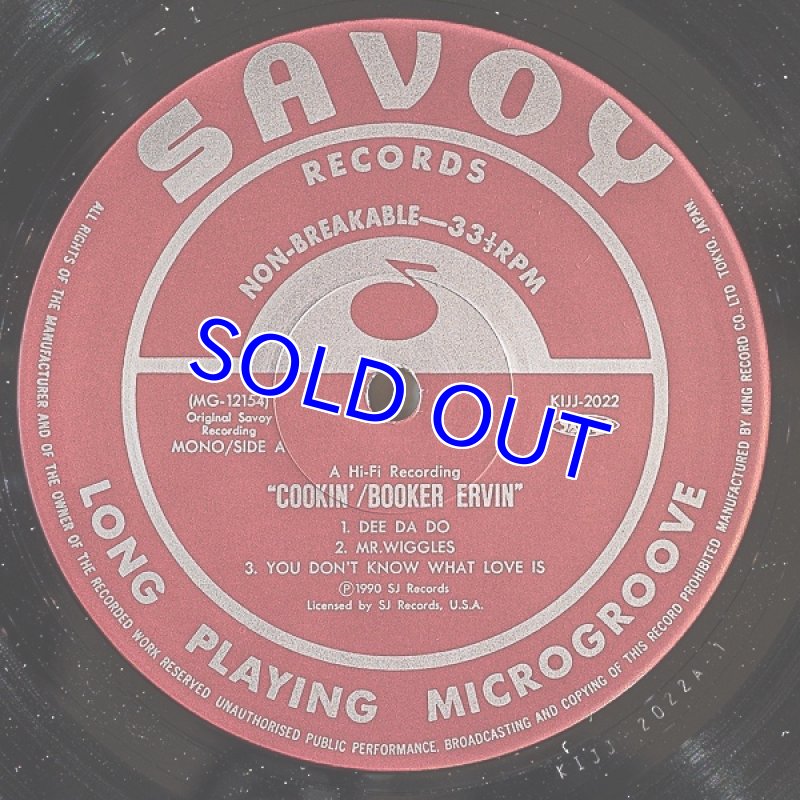 SAVOY
RECORDS
NON-BREAKABLE—33⅓RPM
SOLD OUT
(MG-12154)
Original Savoy
Recording
MONO/SIDE A
KIJJ-2022
A Hi-Fi Recording
"COOKIN'/BOOKER ERVIN"
1. DEE DA DO
2. MR.WIGGLES
3. YOU DON'T KNOW WHAT LOVE IS
Ⓟ1990 SJ Records
Licensed by SJ Records, U.S.A.
LONG PLAYING MICROGROOVE
ALL RIGHTS OF THE MANUFACTURER AND OF THE OWNER OF THE RECORDED WORK RESERVED UNAUTHORISED PUBLIC PERFORMANCE, BROADCASTING AND COPYING OF THIS RECORD PROHIBITED MANUFACTURED BY KING RECORD CO.-LTD TOKYO, JAPAN.
KIJJ 2022A-1